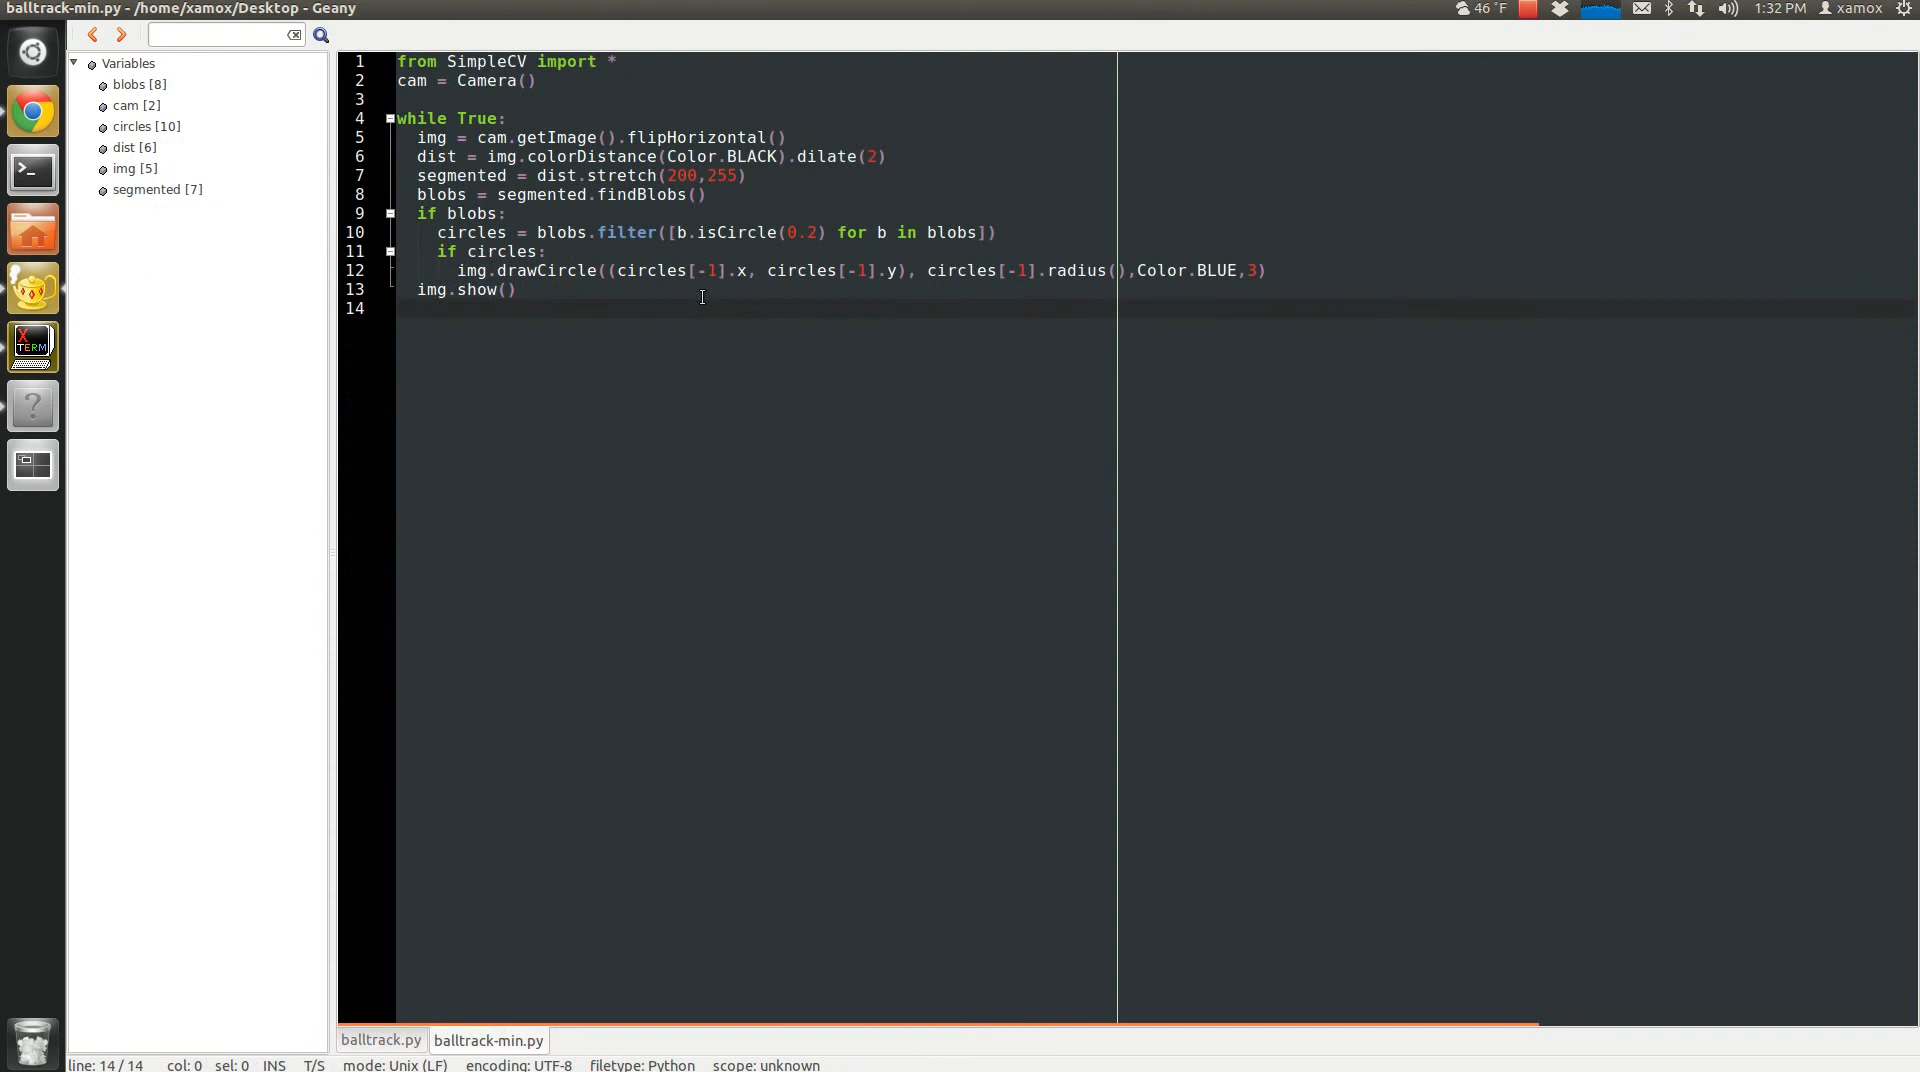 balltrack-min.py - /home/xamox/Desktop - Geany
46 °F
1:32 PM
xamox
Variables
blobs [8]
cam [2]
circles [10]
dist [6]
img [5]
segmented [7]
1 from SimpleCV import *
2 cam = Camera()
3
4 while True:
5 img = cam.getImage().flipHorizontal()
6 dist = img.colorDistance(Color.BLACK).dilate(2)
7 segmented = dist.stretch(200,255)
8 blobs = segmented.findBlobs()
9 if blobs:
10 circles = blobs.filter([b.isCircle(0.2) for b in blobs])
11 if circles:
12 img.drawCircle((circles[-1].x, circles[-1].y), circles[-1].radius(),Color.BLUE,3)
13 img.show()
14
X
TERM
?
balltrack.py
balltrack-min.py
line: 14 / 14 col: 0 sel: 0 INS T/S mode: Unix (LF) encoding: UTF-8 filetype: Python scope: unknown